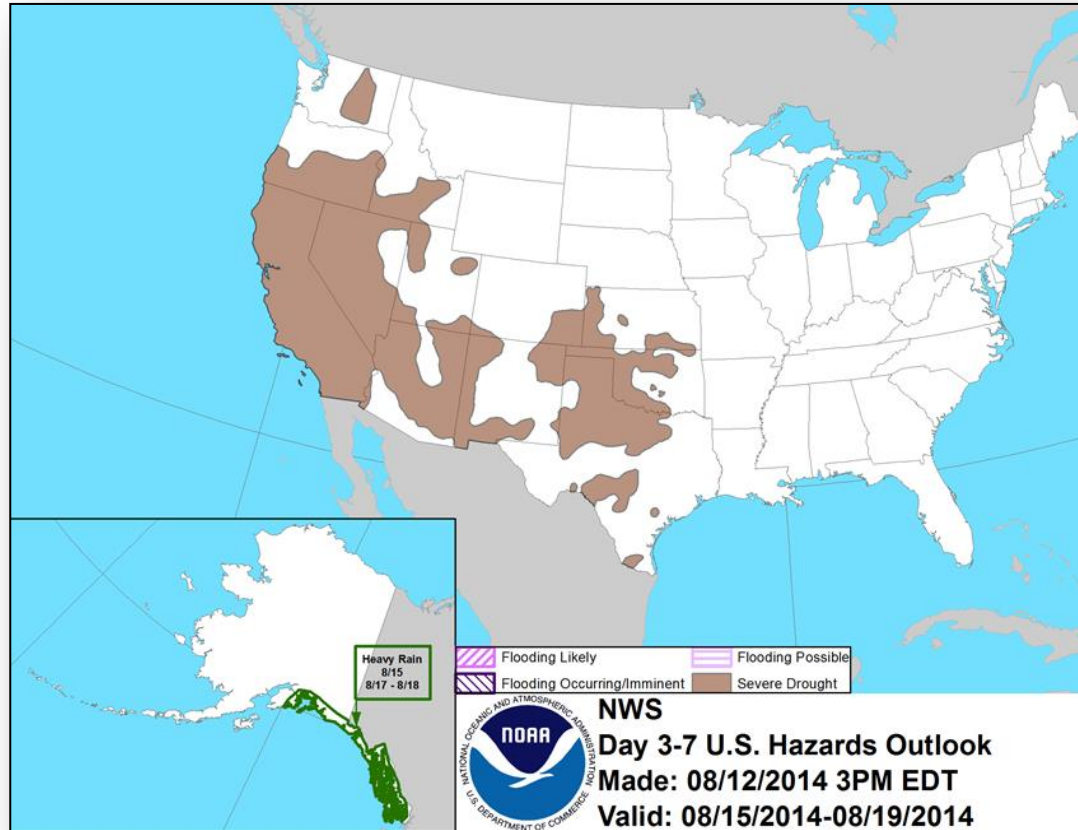 Heavy Rain
8/15
8/17 - 8/18
Flooding Likely
Flooding Possible
Flooding Occurring/Imminent
Severe Drought
NATIONAL OCEANIC AND ATMOSPHERIC ADMINISTRATION
NOAA
U.S. DEPARTMENT OF COMMERCE
NWS
Day 3-7 U.S. Hazards Outlook
Made: 08/12/2014 3PM EDT
Valid: 08/15/2014-08/19/2014